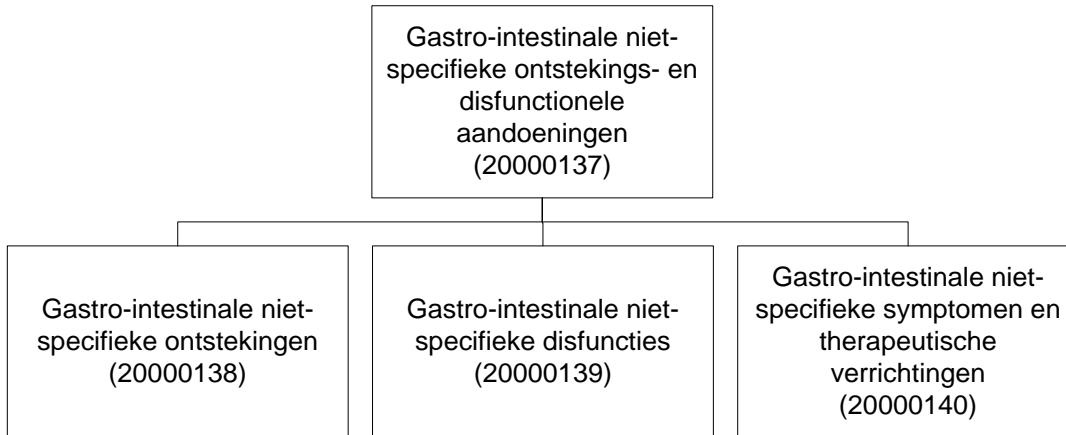 Gastro-intestinale niet-
specifieke ontstekings- en
disfunctionele
aandoeningen
(20000137)
Gastro-intestinale niet-
specifieke ontstekingen
(20000138)
Gastro-intestinale niet-
specifieke disfuncties
(20000139)
Gastro-intestinale niet-
specifieke symptomen en
therapeutische
verrichtingen
(20000140)